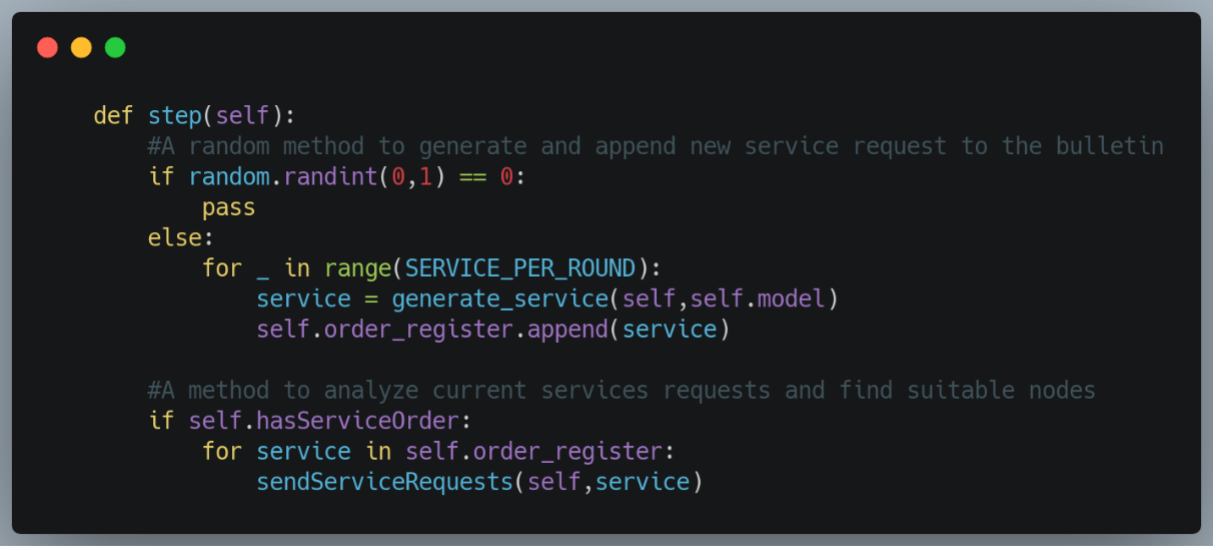 def step(self):
    #A random method to generate and append new service request to the bulletin
    if random.randint(0,1) == 0:
        pass
    else:
        for _ in range(SERVICE_PER_ROUND):
            service = generate_service(self,self.model)
            self.order_register.append(service)

    #A method to analyze current services requests and find suitable nodes
    if self.hasServiceOrder:
        for service in self.order_register:
            sendServiceRequests(self,service)